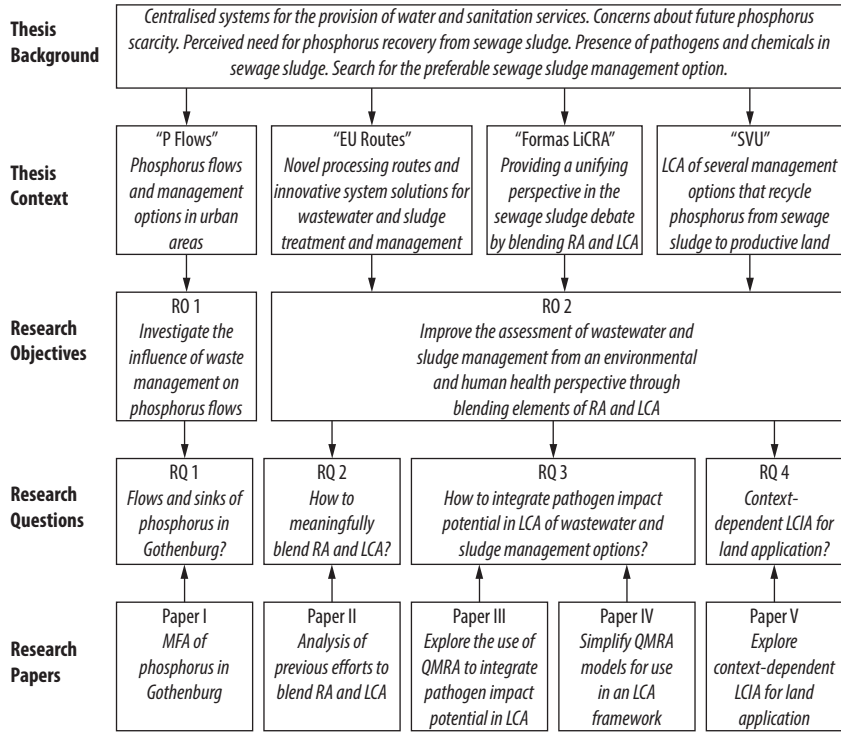 Thesis
Background
Centralised systems for the provision of water and sanitation services. Concerns about future phosphorus
scarcity. Perceived need for phosphorus recovery from sewage sludge. Presence of pathogens and chemicals in
sewage sludge. Search for the preferable sewage sludge management option.
Thesis
Context
"P Flows"
Phosphorus flows
and management
options in urban
areas
"EU Routes"
Novel processing routes and
innovative system solutions for
wastewater and sludge
treatment and management
"Formas LiCRA"
Providing a unifying
perspective in the
sewage sludge debate
by blending RA and LCA
"SVU"
LCA of several management
options that recycle
phosphorus from sewage
sludge to productive land
Research
Objectives
RO 1
Investigate the
influence of waste
management on
phosphorus flows
RO 2
Improve the assessment of wastewater and
sludge management from an environmental
and human health perspective through
blending elements of RA and LCA
Research
Questions
RQ 1
Flows and sinks of
phosphorus in
Gothenburg?
RQ 2
How to
meaningfully
blend RA and LCA?
RQ 3
How to integrate pathogen impact
potential in LCA of wastewater and
sludge management options?
RQ 4
Context-
dependent LCIA for
land application?
Research
Papers
Paper I
MFA of
phosphorus in
Gothenburg
Paper II
Analysis of
previous efforts to
blend RA and LCA
Paper III
Explore the use of
QMRA to integrate
pathogen impact
potential in LCA
Paper IV
Simplify QMRA
models for use
in an LCA
framework
Paper V
Explore
context-dependent
LCIA for land
application